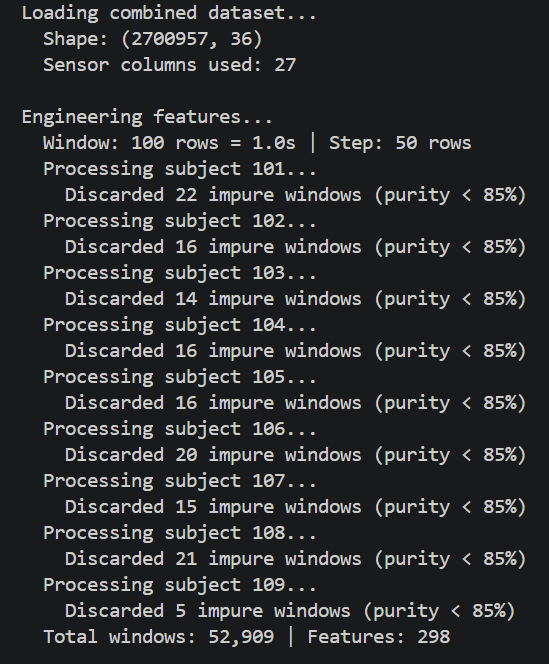 Loading combined dataset...
Shape: (2700957, 36)
Sensor columns used: 27
Engineering features...
Window: 100 rows = 1.0s | Step: 50 rows
Processing subject 101...
Discarded 22 impure windows (purity < 85%)
Processing subject 102...
Discarded 16 impure windows (purity < 85%)
Processing subject 103...
Discarded 14 impure windows (purity < 85%)
Processing subject 104...
Discarded 16 impure windows (purity < 85%)
Processing subject 105...
Discarded 16 impure windows (purity < 85%)
Processing subject 106...
Discarded 20 impure windows (purity < 85%)
Processing subject 107...
Discarded 15 impure windows (purity < 85%)
Processing subject 108...
Discarded 21 impure windows (purity < 85%)
Processing subject 109...
Discarded 5 impure windows (purity < 85%)
Total windows: 52,909 | Features: 298